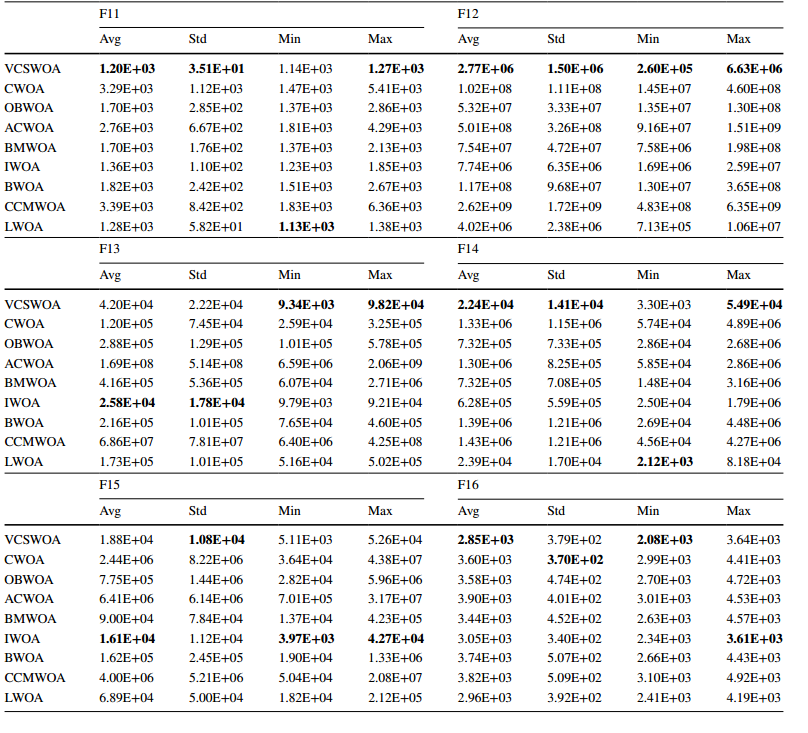 F11 F12
Avg Std Min Max Avg Std Min Max
VCSWOA 1.20E+03 3.51E+01 1.14E+03 1.27E+03 2.77E+06 1.50E+06 2.60E+05 6.63E+06
CWOA 3.29E+03 1.12E+03 1.47E+03 5.41E+03 1.02E+08 1.11E+08 1.45E+07 4.60E+08
OBWOA 1.70E+03 2.85E+02 1.37E+03 2.86E+03 5.32E+07 3.33E+07 1.35E+07 1.30E+08
ACWOA 2.76E+03 6.67E+02 1.81E+03 4.29E+03 5.01E+08 3.26E+08 9.16E+07 1.51E+09
BMWOA 1.70E+03 1.76E+02 1.37E+03 2.13E+03 7.54E+07 4.72E+07 7.58E+06 1.98E+08
IWOA 1.36E+03 1.10E+02 1.23E+03 1.85E+03 7.74E+06 6.35E+06 1.69E+06 2.59E+07
BWOA 1.82E+03 2.42E+02 1.51E+03 2.67E+03 1.17E+08 9.68E+07 1.30E+07 3.65E+08
CCMWOA 3.39E+03 8.42E+02 1.83E+03 6.36E+03 2.62E+09 1.72E+09 4.83E+08 6.35E+09
LWOA 1.28E+03 5.82E+01 1.13E+03 1.38E+03 4.02E+06 2.38E+06 7.13E+05 1.06E+07
F13 F14
Avg Std Min Max Avg Std Min Max
VCSWOA 4.20E+04 2.22E+04 9.34E+03 9.82E+04 2.24E+04 1.41E+04 3.30E+03 5.49E+04
CWOA 1.20E+05 7.45E+04 2.59E+04 3.25E+05 1.33E+06 1.15E+06 5.74E+04 4.89E+06
OBWOA 2.88E+05 1.29E+05 1.01E+05 5.78E+05 7.32E+05 7.33E+05 2.86E+04 2.68E+06
ACWOA 1.69E+08 5.14E+08 6.59E+06 2.06E+09 1.30E+06 8.25E+05 5.85E+04 2.86E+06
BMWOA 4.16E+05 5.36E+05 6.07E+04 2.71E+06 7.32E+05 7.08E+05 1.48E+04 3.16E+06
IWOA 2.58E+04 1.78E+04 9.79E+03 9.21E+04 6.28E+05 5.59E+05 2.50E+04 1.79E+06
BWOA 2.16E+05 1.01E+05 7.65E+04 4.60E+05 1.39E+06 1.21E+06 2.69E+04 4.48E+06
CCMWOA 6.86E+07 7.81E+07 6.40E+06 4.25E+08 1.43E+06 1.21E+06 4.56E+04 4.27E+06
LWOA 1.73E+05 1.01E+05 5.16E+04 5.02E+05 2.39E+04 1.70E+04 2.12E+03 8.18E+04
F15 F16
Avg Std Min Max Avg Std Min Max
VCSWOA 1.88E+04 1.08E+04 5.11E+03 5.26E+04 2.85E+03 3.79E+02 2.08E+03 3.64E+03
CWOA 2.44E+06 8.22E+06 3.64E+04 4.38E+07 3.60E+03 3.70E+02 2.99E+03 4.41E+03
OBWOA 7.75E+05 1.44E+06 2.82E+04 5.96E+06 3.58E+03 4.74E+02 2.70E+03 4.72E+03
ACWOA 6.41E+06 6.14E+06 7.01E+05 3.17E+07 3.90E+03 4.01E+02 3.01E+03 4.53E+03
BMWOA 9.00E+04 7.84E+04 1.37E+04 4.23E+05 3.44E+03 4.52E+02 2.63E+03 4.57E+03
IWOA 1.61E+04 1.12E+04 3.97E+03 4.27E+04 3.05E+03 3.40E+02 2.34E+03 3.61E+03
BWOA 1.62E+05 2.45E+05 1.90E+04 1.33E+06 3.74E+03 5.07E+02 2.66E+03 4.43E+03
CCMWOA 4.00E+06 5.21E+06 5.04E+04 2.08E+07 3.82E+03 5.09E+02 3.10E+03 4.92E+03
LWOA 6.89E+04 5.00E+04 1.82E+04 2.12E+05 2.96E+03 3.92E+02 2.41E+03 4.19E+03